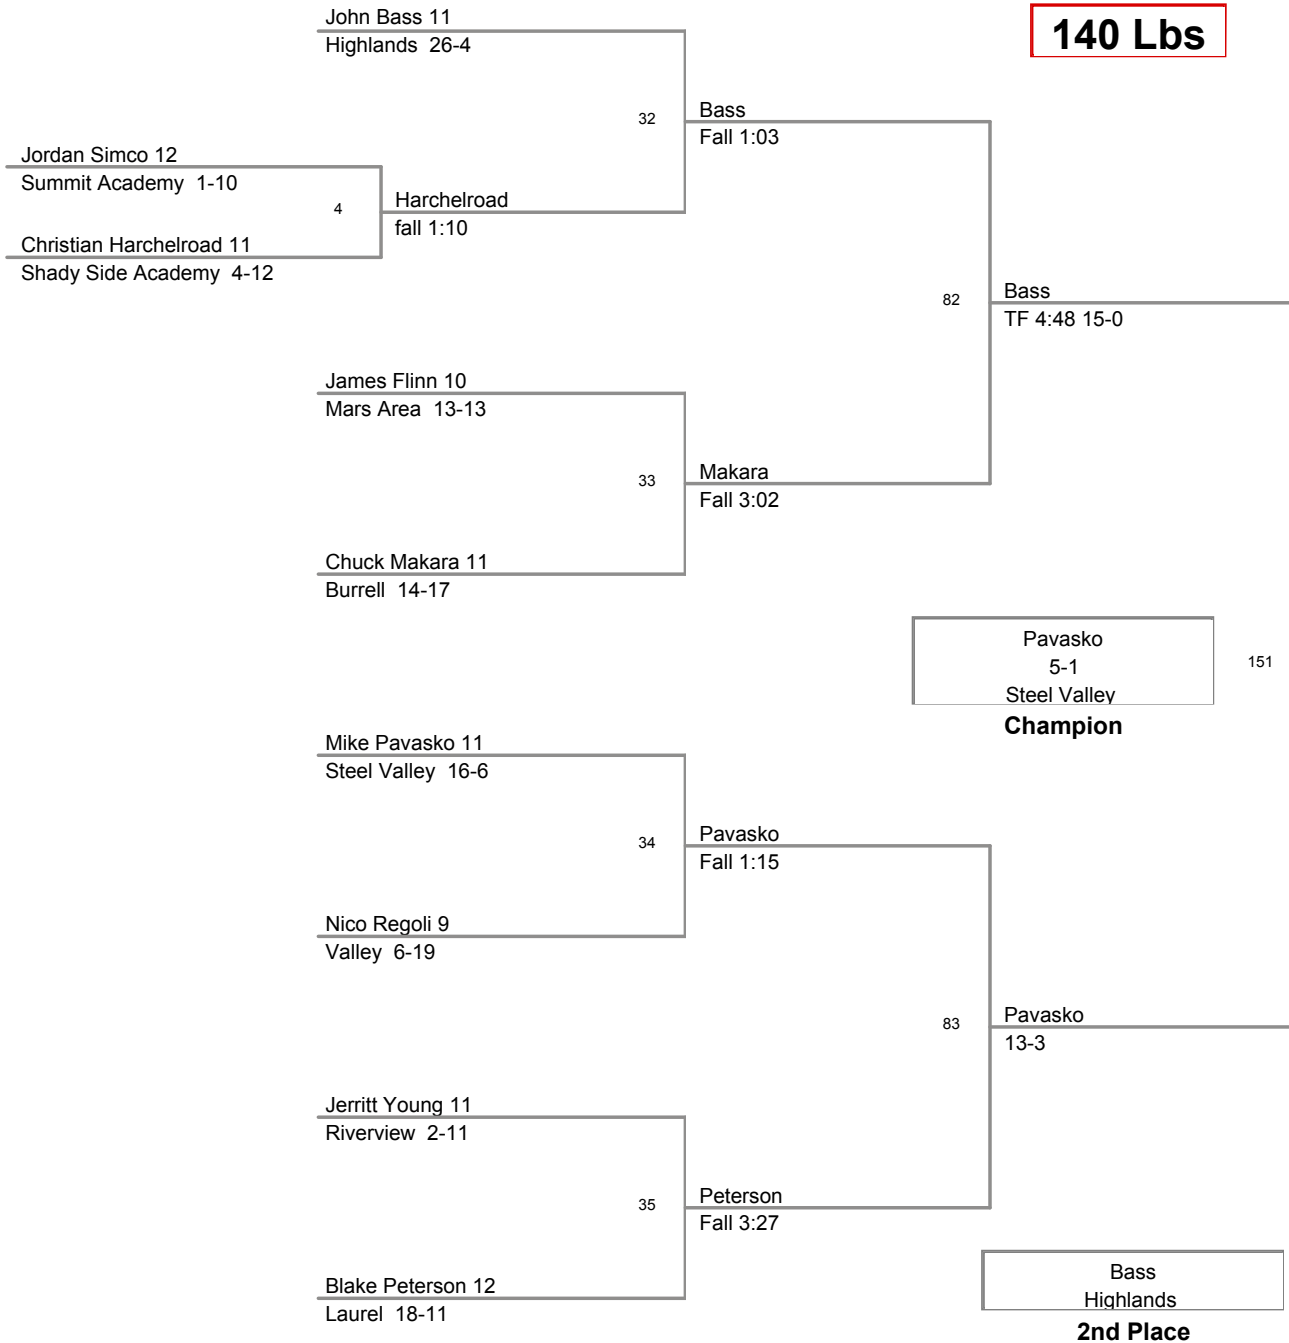 John Bass 11
Highlands  26-4
140 Lbs
32
Bass
Fall 1:03
Jordan Simco 12
Summit Academy  1-10
4
Harchelroad
fall 1:10
Christian Harchelroad 11
Shady Side Academy  4-12
82
Bass
TF 4:48 15-0
James Flinn 10
Mars Area  13-13
33
Makara
Fall 3:02
Chuck Makara 11
Burrell  14-17
Pavasko
5-1
Steel Valley
151
Champion
Mike Pavasko 11
Steel Valley  16-6
34
Pavasko
Fall 1:15
Nico Regoli 9
Valley  6-19
83
Pavasko
13-3
Jerritt Young 11
Riverview  2-11
35
Peterson
Fall 3:27
Blake Peterson 12
Laurel  18-11
Bass
Highlands
2nd Place